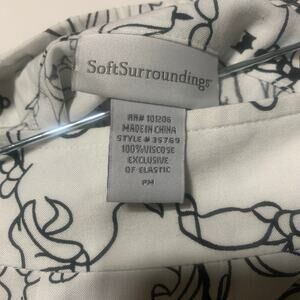 SoftSurroundings®
RN# 101206
MADE IN CHINA
STYLE # 35769
100% VISCOSE
EXCLUSIVE
OF ELASTIC
PM